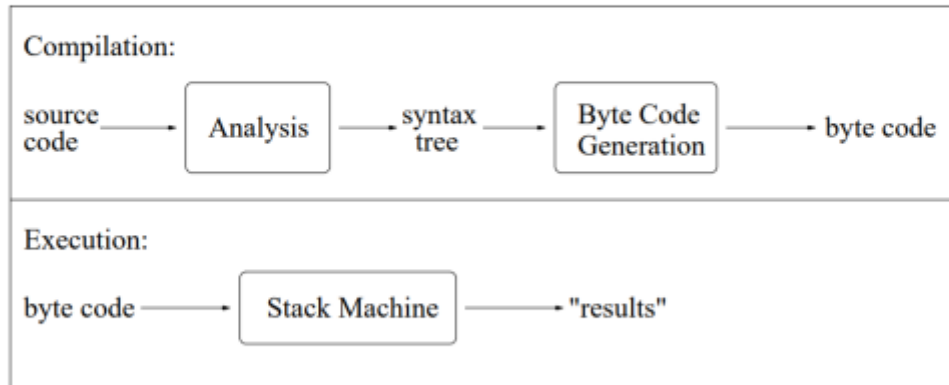 Compilation:
source
code
Analysis
syntax
tree
Byte Code
Generation
byte code
Execution:
byte code
Stack Machine
"results"